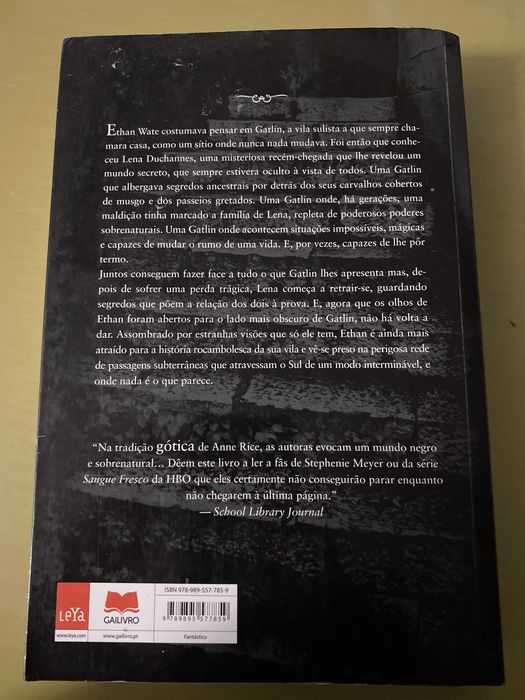 Ethan Wate costumava pensar em Gatlin, a vila sulista a que sempre cha-
mara casa, como um sítio onde nunca nada mudava. Foi então que conhe-
ceu Lena Duchannes, uma misteriosa recém-chegada que lhe revelou um
mundo secreto, que sempre estivera oculto à vista de todos. Uma Gatlin
que albergava segredos ancestrais por detrás dos seus carvalhos cobertos
de musgo e dos passeios gretados. Uma Gatlin onde, há gerações, uma
maldição tinha marcado a família de Lena, repleta de poderosos poderes
sobrenaturais. Uma Gatlin onde acontecem situações impossíveis, mágicas
e capazes de mudar o rumo de uma vida. E, por vezes, capazes de lhe pôr
termo.
Juntos conseguem fazer face a tudo o que Gatlin lhes apresenta mas, de-
pois de sofrer uma perda trágica, Lena começa a retrair-se, guardando
segredos que põem a relação dos dois à prova. E, agora que os olhos de
Ethan foram abertos para o lado mais obscuro de Gatlin, não há volta a
dar. Assombrado por estranhas visões que só ele tem, Ethan é ainda mais
atraído para a história rocambolesca da sua vila e vê-se preso na perigosa rede
de passagens subterrâneas que atravessam o Sul de um modo interminável, e
onde nada é o que parece.
“Na tradição gótica de Anne Rice, as autoras evocam um mundo negro
e sobrenatural... Dêem este livro a ler a fãs de Stephenie Meyer ou da série
Sangue Fresco da HBO que eles certamente não conseguirão parar enquanto
não chegarem à última página.”
— School Library Journal
ISBN 978-989-557-785-9
LeYa
GAILIVRO
9 789895 577859
www.leya.com
www.gailivro.pt
Fantástico